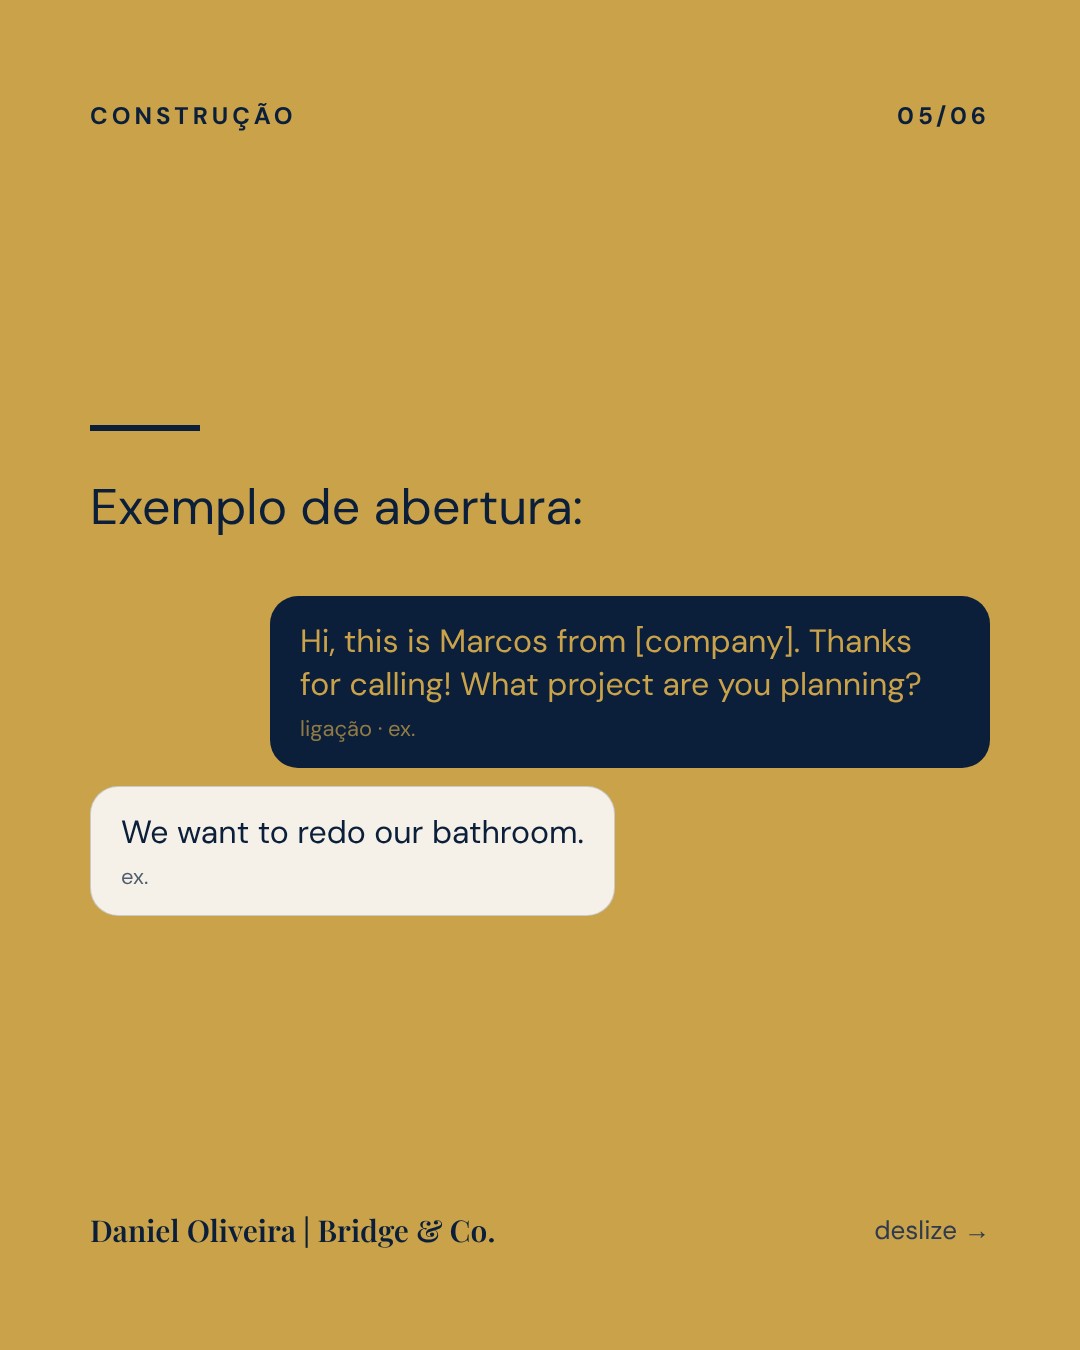 CONSTRUÇÃO
05/06
Exemplo de abertura:
Hi, this is Marcos from [company]. Thanks
for calling! What project are you planning?
ligação · ex.
We want to redo our bathroom.
ex.
Daniel Oliveira | Bridge & Co.
deslize →